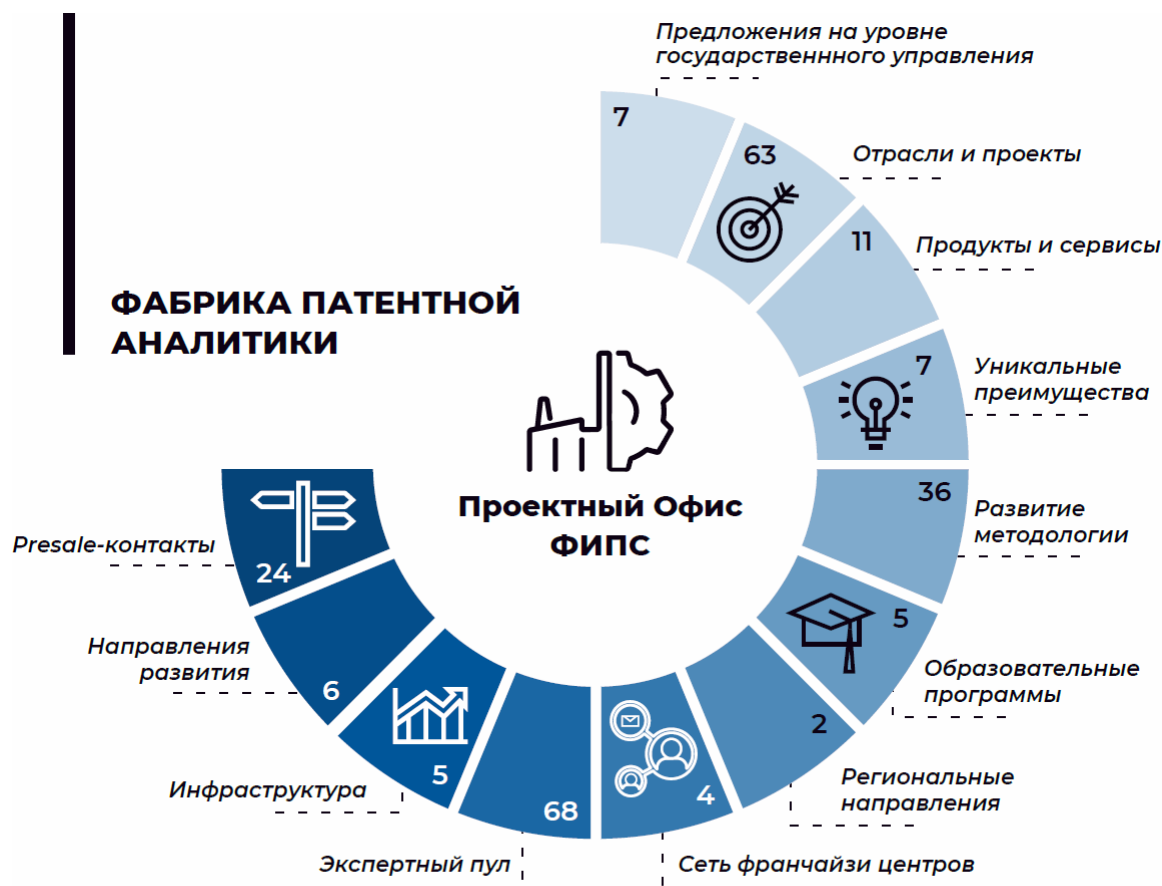 Предложения на уровне
государственнного управления
7
63
Отрасли и проекты
11
Продукты и сервисы
ФАБРИКА ПАТЕНТНОЙ
АНАЛИТИКИ
7
Уникальные
преимущества
Проектный Офис
ФИПС
36
Развитие
методологии
Presale-контакты
24
5
Образовательные
программы
Направления
развития
6
2
Региональные
направления
Инфраструктура
5
68
4
Экспертный пул
Сеть франчайзи центров